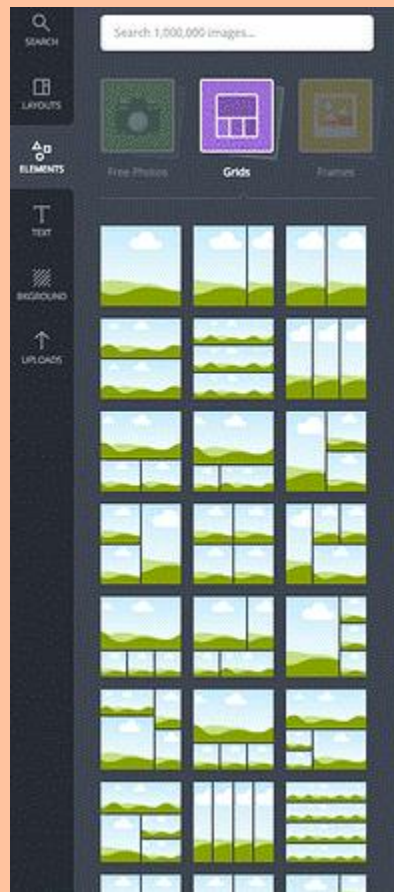 SEARCH
LAYOUTS
ELEMENTS
TEXT
BKGROUND
UPLOADS
Search 1,000,000 images...
Free Photos
Grids
Frames